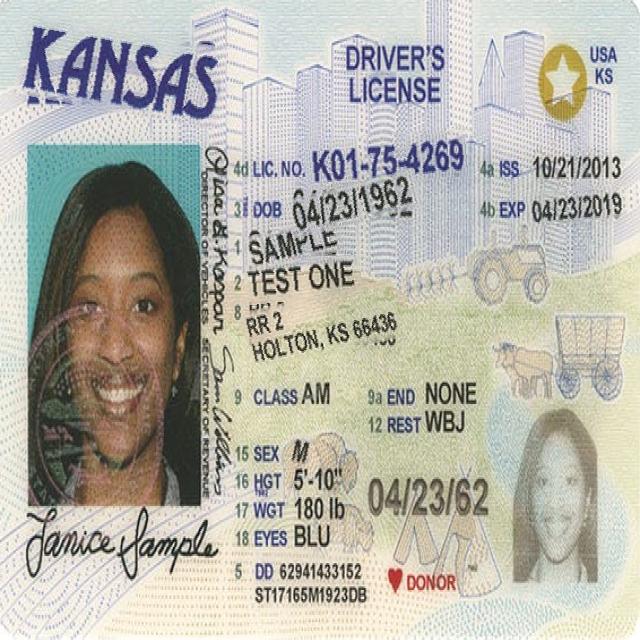 KANSAS
DRIVER'S
LICENSE
USA
KS
4d LIC. NO. K01-75-4269
4a ISS 10/21/2013
3 DOB 04/23/1962
4b EXP 04/23/2019
1 SAMPLE
2 TEST ONE
8
RR 2
HOLTON, KS 66436
9 CLASS AM
9a END NONE
12 REST WBJ
15 SEX M
16 HGT 5'-10"
17 WGT 180 lb
18 EYES BLU
04/23/62
5 DD 62941433152
ST17165M1923DB
DONOR
DIRECTOR OF VEHICLES SECRETARY OF REVENUE
Janice Sample